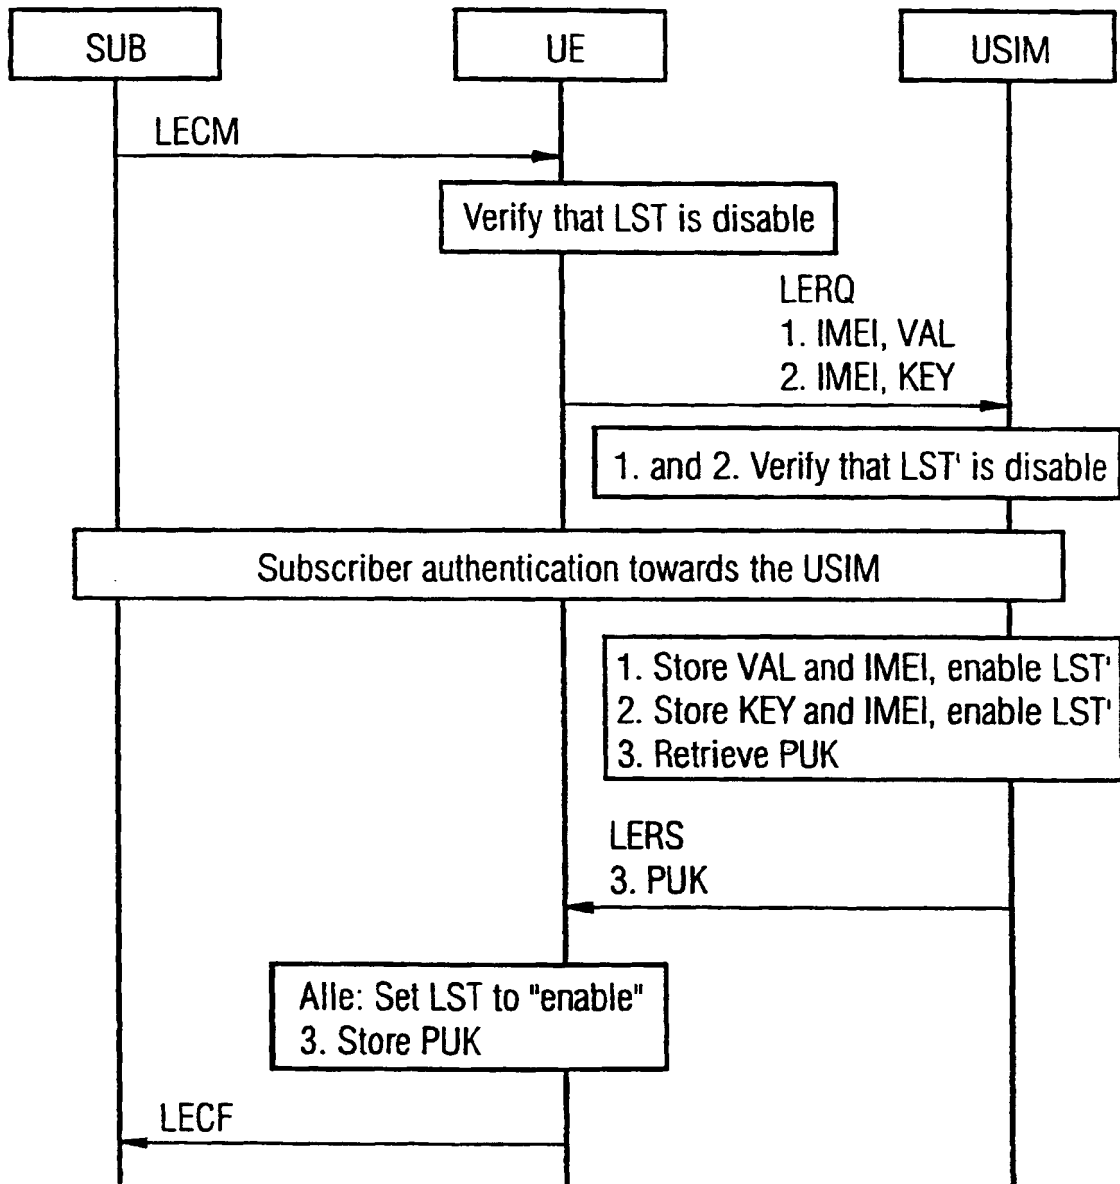 SUB
UE
USIM
LECM
Verify that LST is disable
LERQ
1. IMEI, VAL
2. IMEI, KEY
1. and 2. Verify that LST' is disable
Subscriber authentication towards the USIM
1. Store VAL and IMEI, enable LST'
2. Store KEY and IMEI, enable LST'
3. Retrieve PUK
LERS
3. PUK
Alle: Set LST to "enable"
3. Store PUK
LECF